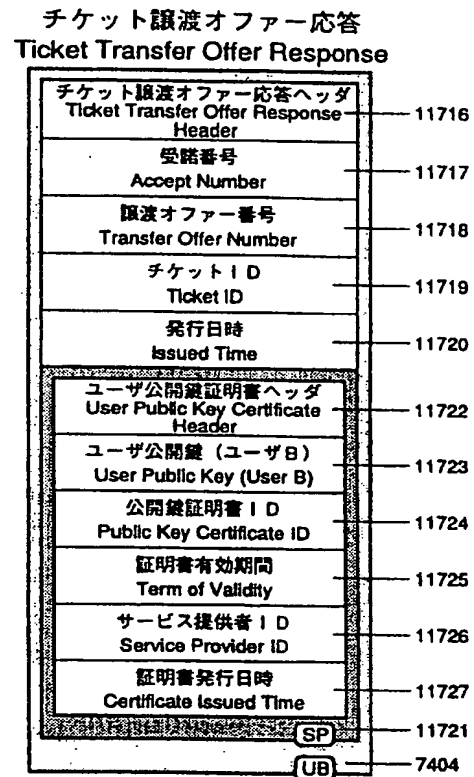 チケット譲渡オファー応答
Ticket Transfer Offer Response
チケット譲渡オファー応答ヘッダ
Ticket Transfer Offer Response
Header
11716
受諾番号
Accept Number
11717
譲渡オファー番号
Transfer Offer Number
11718
チケットID
Ticket ID
11719
発行日時
Issued Time
11720
ユーザ公開鍵証明書ヘッダ
User Public Key Certificate
Header
11722
ユーザ公開鍵（ユーザB）
User Public Key (User B)
11723
公開鍵証明書ID
Public Key Certificate ID
11724
証明書有効期間
Term of Validity
11725
サービス提供者ID
Service Provider ID
11726
証明書発行日時
Certificate Issued Time
11727
SP
11721
UB
7404